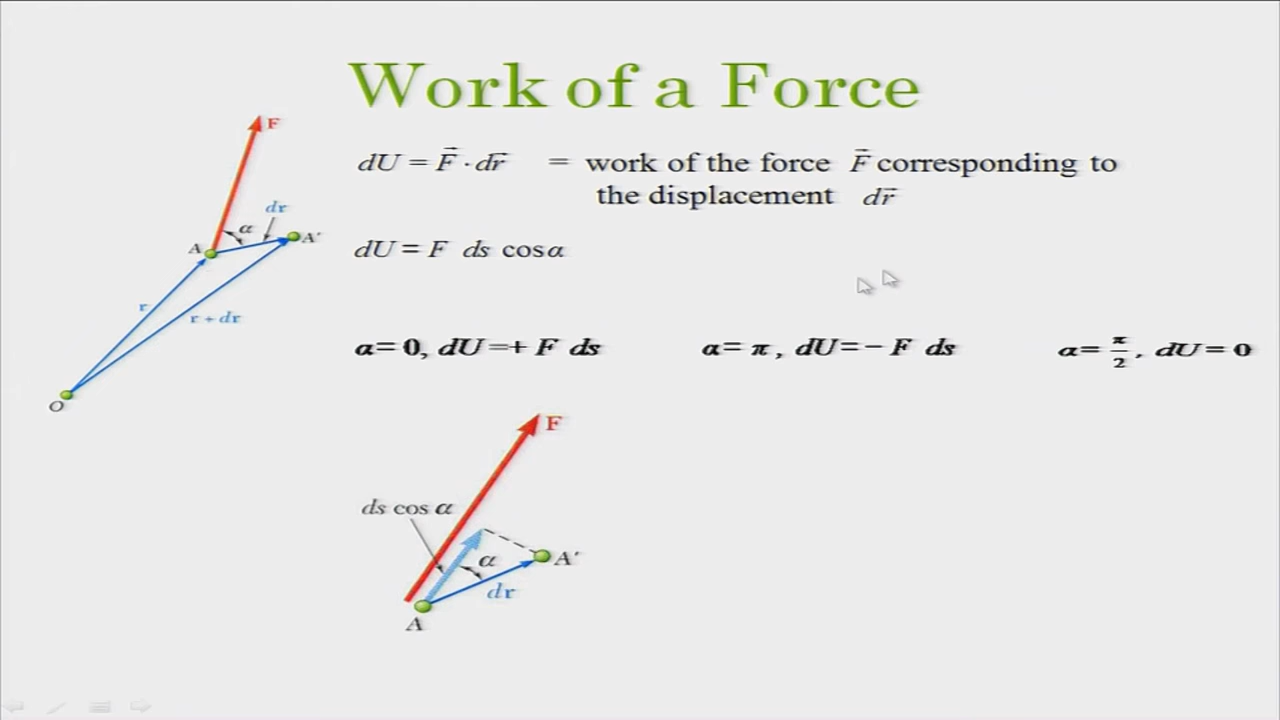 Work of a Force
dU = F⃗ · dr⃗ = work of the force F⃗ corresponding to
the displacement dr⃗
dU = F ds cosα
α= 0, dU=+ F ds
α= π, dU=− F ds
α= π/2, dU= 0
F
dr
α
A
A'
r
r + dr
O
F
ds cos α
α
A'
dr
A